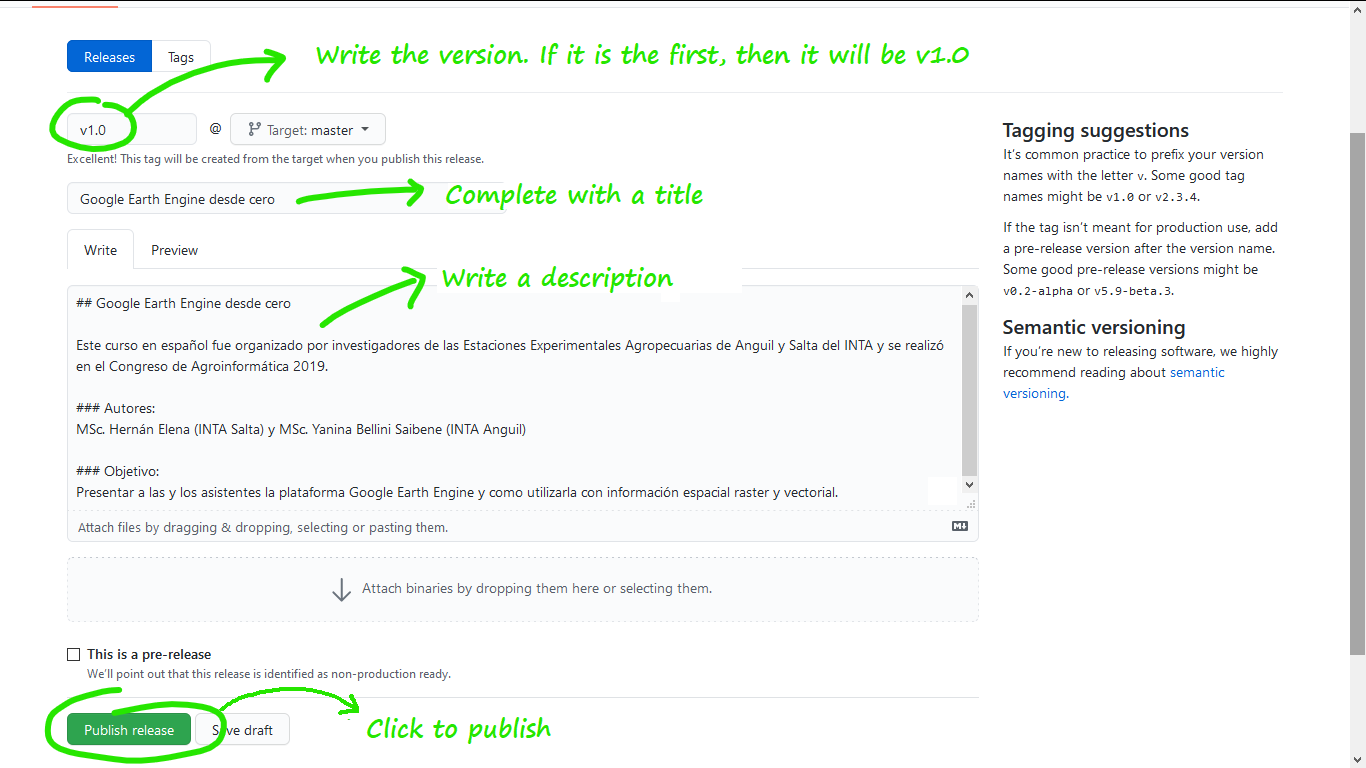 Releases Tags
Write the version. If it is the first, then it will be v1.0
v1.0 @ Target: master
Excellent! This tag will be created from the target when you publish this release.
Google Earth Engine desde cero
Complete with a title
Write Preview
Write a description
## Google Earth Engine desde cero
Este curso en español fue organizado por investigadores de las Estaciones Experimentales Agropecuarias de Anguil y Salta del INTA y se realizó
en el Congreso de Agroinformática 2019.
### Autores:
MSc. Hernán Elena (INTA Salta) y MSc. Yanina Bellini Saibene (INTA Anguil)
### Objetivo:
Presentar a las y los asistentes la plataforma Google Earth Engine y como utilizarla con información espacial raster y vectorial.
Attach files by dragging & dropping, selecting or pasting them.
Attach binaries by dropping them here or selecting them.
This is a pre-release
We'll point out that this release is identified as non-production ready.
Publish release Save draft
Click to publish
Tagging suggestions
It's common practice to prefix your version
names with the letter v. Some good tag
names might be v1.0 or v2.3.4.
If the tag isn't meant for production use, add
a pre-release version after the version name.
Some good pre-release versions might be
v0.2-alpha or v5.9-beta.3.
Semantic versioning
If you're new to releasing software, we highly
recommend reading about semantic
versioning.